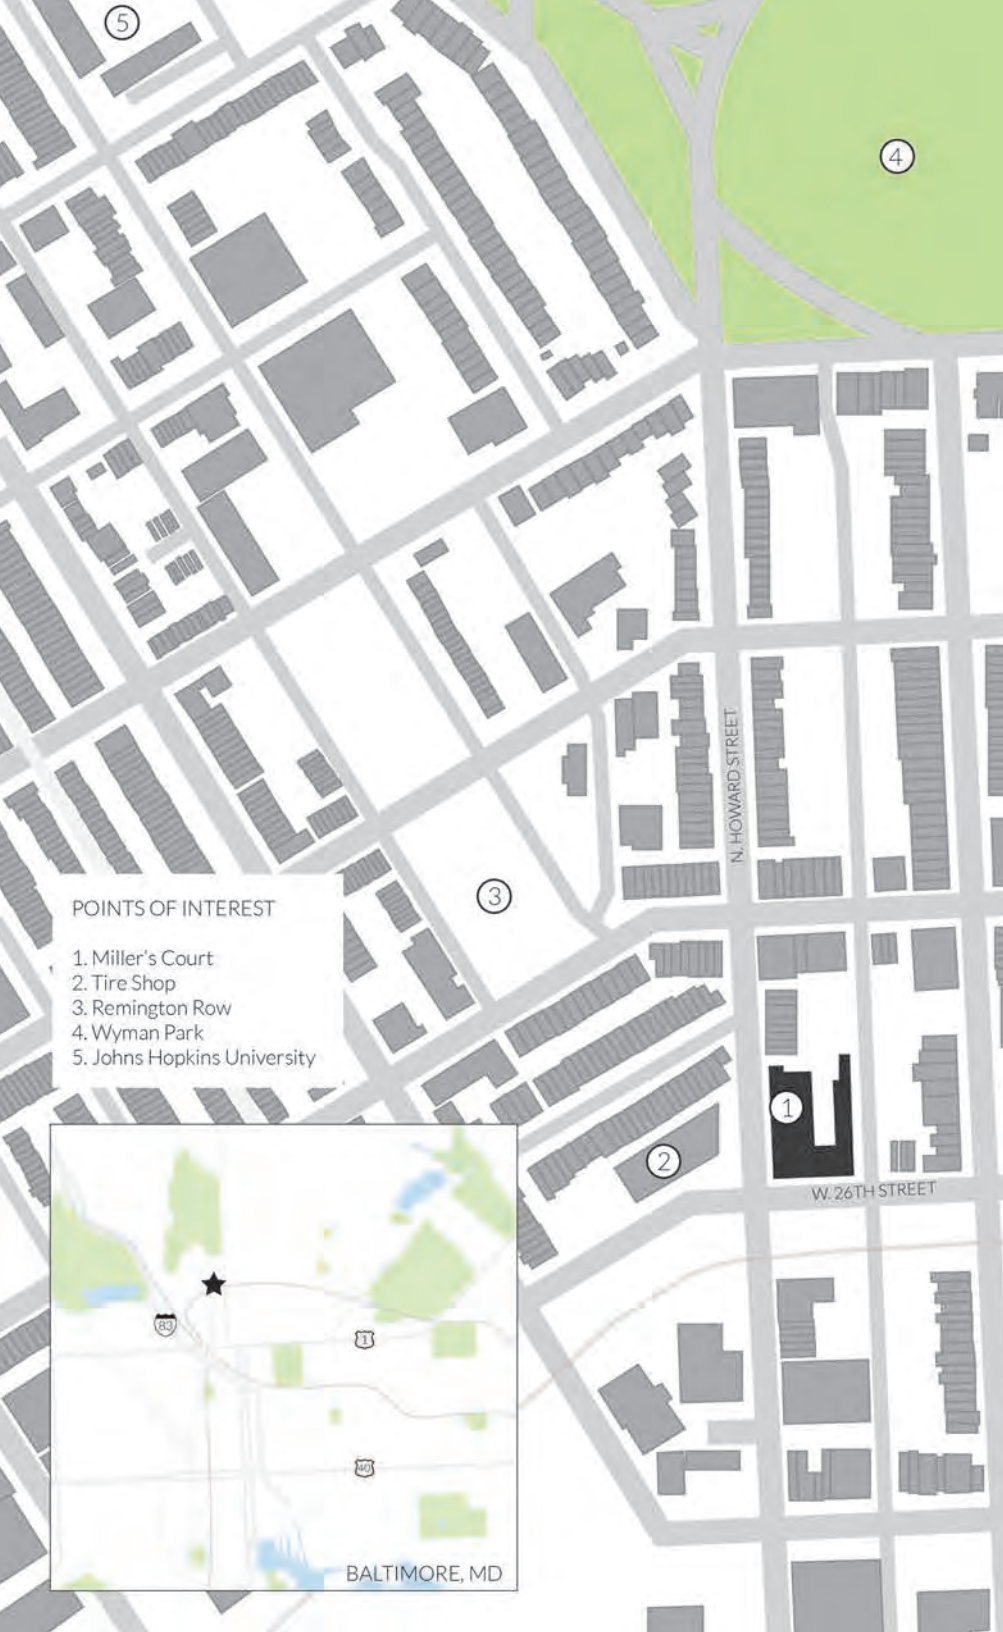 5
4
N. HOWARD STREET
3
POINTS OF INTEREST
1. Miller's Court
2. Tire Shop
3. Remington Row
4. Wyman Park
5. Johns Hopkins University
1
2
W. 26TH STREET
83
1
40
BALTIMORE, MD